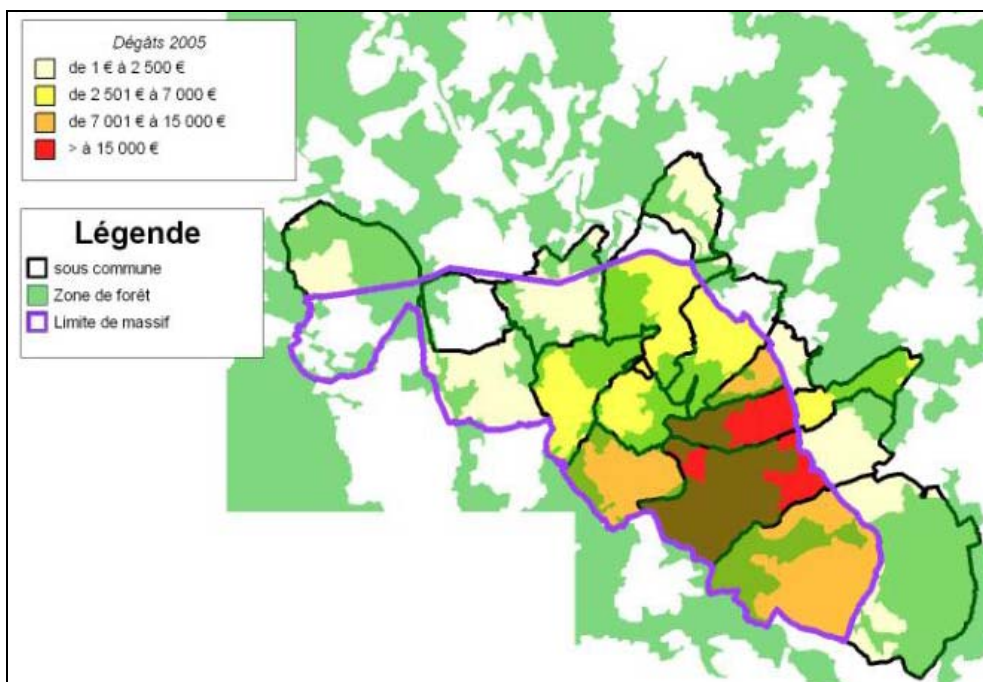 Dégâts 2005
de 1 € à 2 500 €
de 2 501 € à 7 000 €
de 7 001 € à 15 000 €
> à 15 000 €
Légende
sous commune
Zone de forêt
Limite de massif